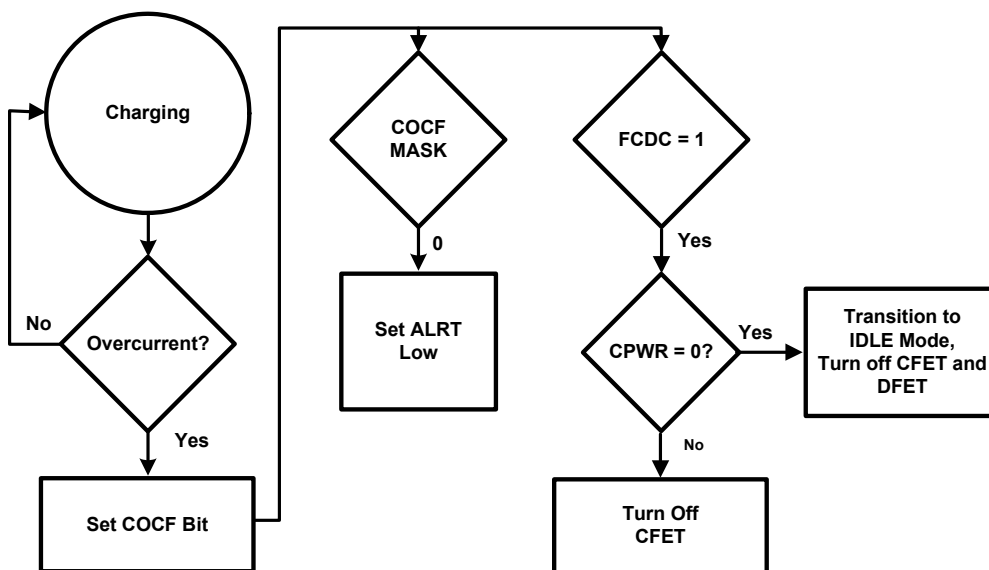 Charging
No
Overcurrent?
Yes
Set COCF Bit
COCF
MASK
0
Set ALRT
Low
FCDC = 1
Yes
CPWR = 0?
Yes
Transition to
IDLE Mode,
Turn off CFET and
DFET
No
Turn Off
CFET